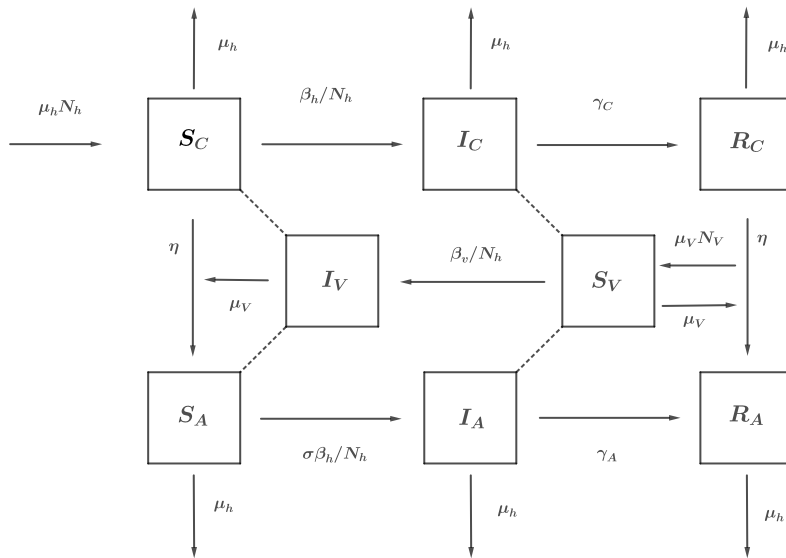 μ_h μ_h μ_h
μ_h N_h β_h/N_h γ_C
S_C I_C R_C
η β_v/N_h μ_V N_V η
I_V S_V
μ_V μ_V
S_A I_A R_A
σβ_h/N_h γ_A
μ_h μ_h μ_h